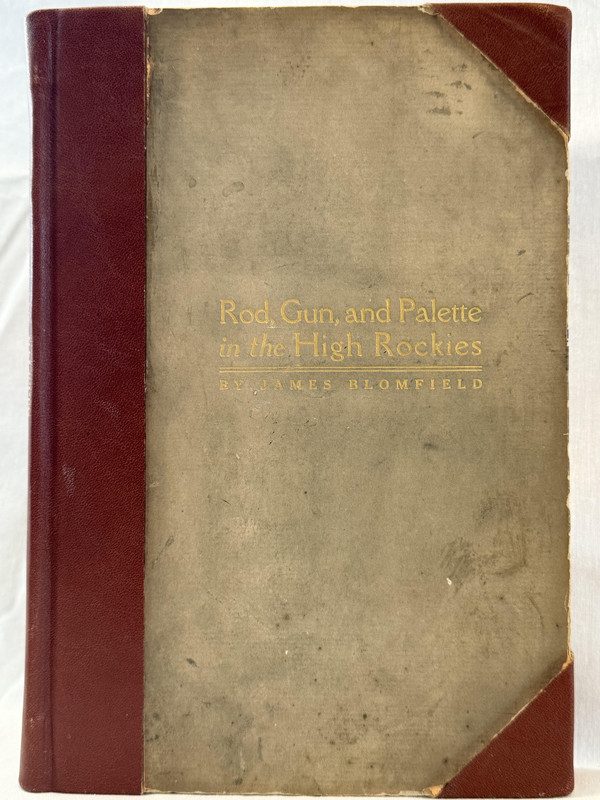 Rod, Gun, and Palette
in the High Rockies
BY JAMES BLOMFIELD